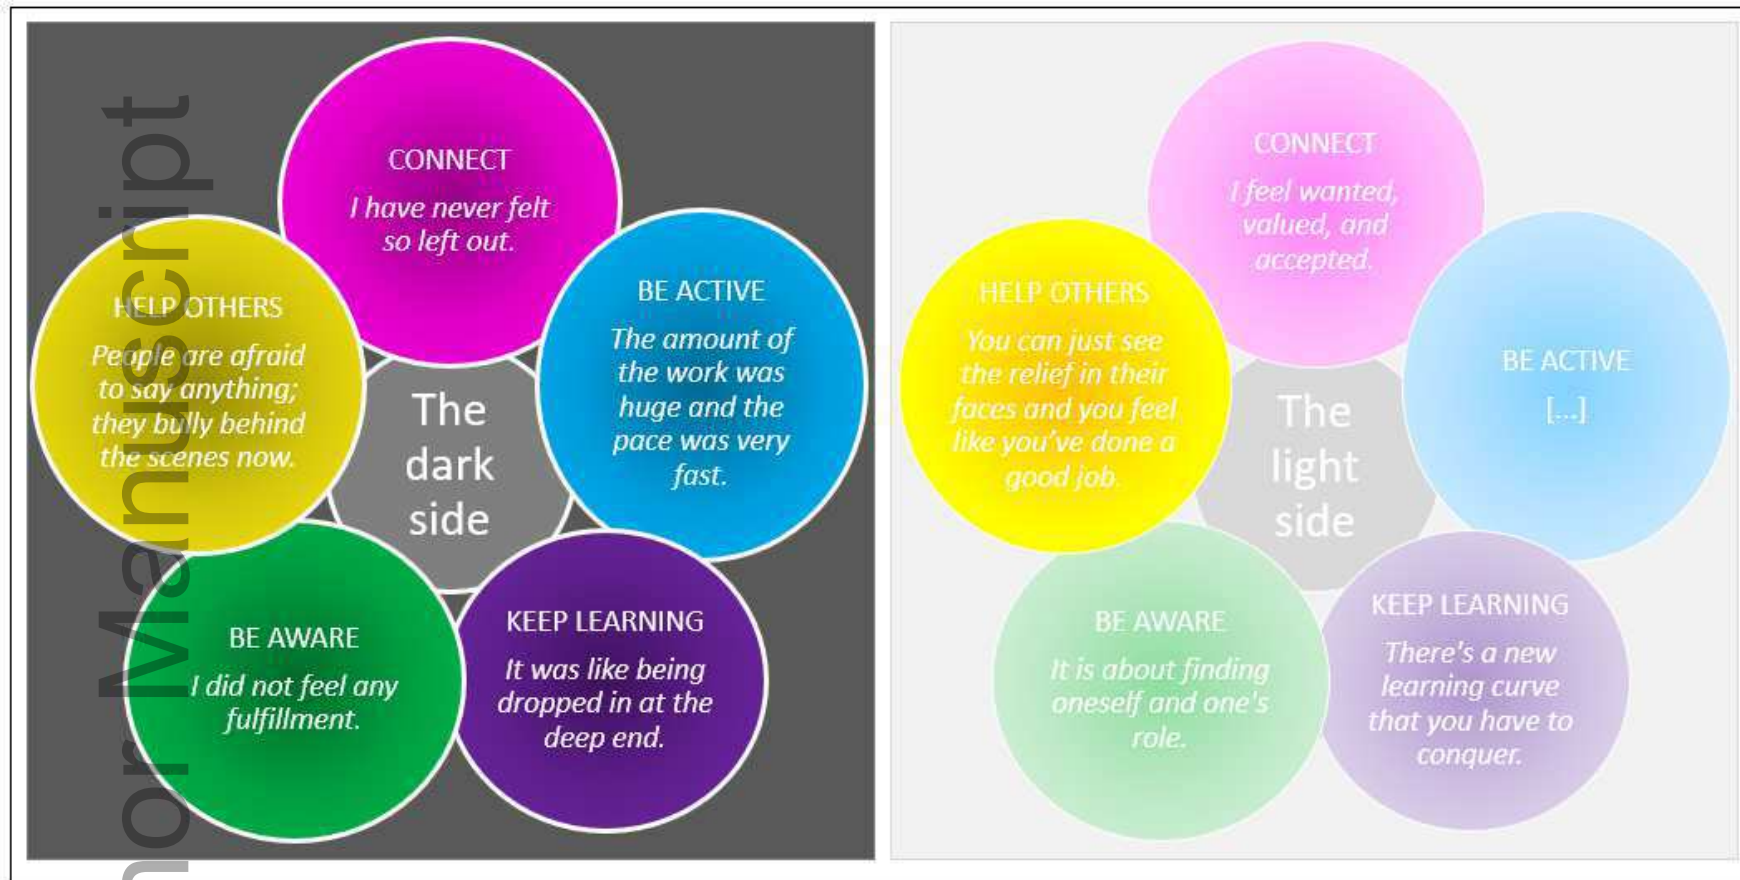 CONNECT
I have never felt
so left out.
BE ACTIVE
The amount of
the work was
huge and the
pace was very
fast.
KEEP LEARNING
It was like being
dropped in at the
deep end.
BE AWARE
I did not feel any
fulfillment.
HELP OTHERS
People are afraid
to say anything;
they bully behind
the scenes now.
The
dark
side
CONNECT
I feel wanted,
valued, and
accepted.
BE ACTIVE
[...]
KEEP LEARNING
There's a new
learning curve
that you have to
conquer.
BE AWARE
It is about finding
oneself and one's
role.
HELP OTHERS
You can just see
the relief in their
faces and you feel
like you've done a
good job.
The
light
side
Manuscript